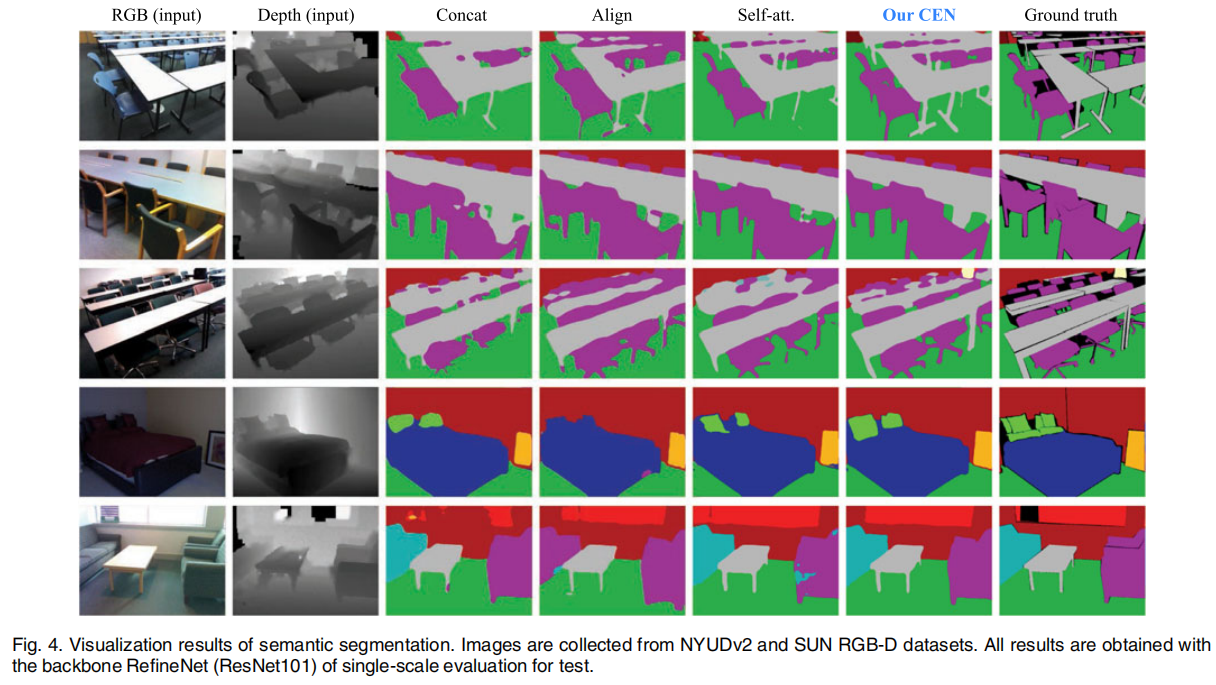 RGB (input) Depth (input) Concat Align Self-att. Our CEN Ground truth
Fig. 4. Visualization results of semantic segmentation. Images are collected from NYUDv2 and SUN RGB-D datasets. All results are obtained with
the backbone RefineNet (ResNet101) of single-scale evaluation for test.